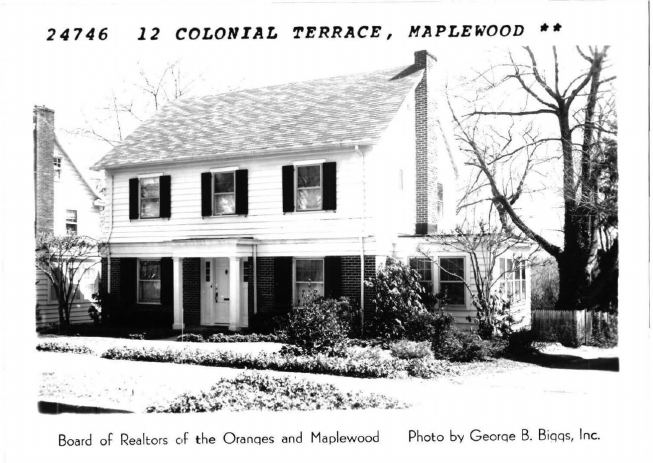 24746 12 COLONIAL TERRACE, MAPLEWOOD **
Board of Realtors of the Oranges and Maplewood Photo by George B. Biggs, Inc.